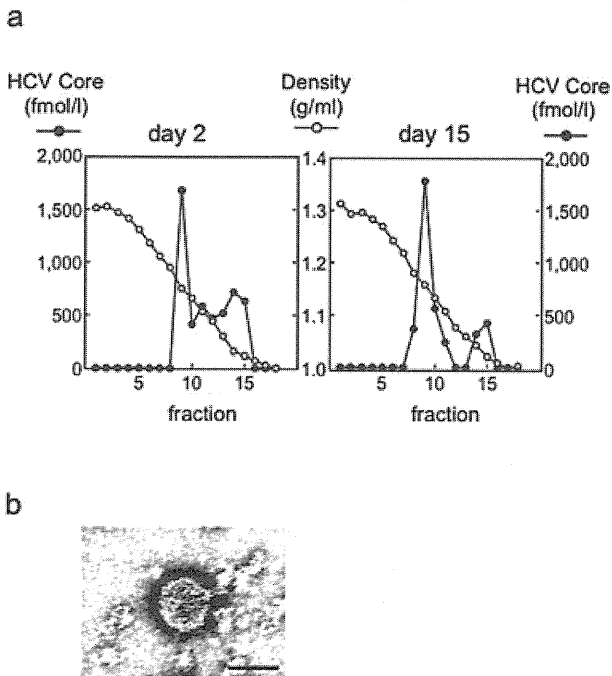 a
HCV Core (fmol/l)
Density (g/ml)
HCV Core (fmol/l)
day 2
day 15
2,000
1,500
1,000
500
0
1.4
1.3
1.2
1.1
1.0
2,000
1,500
1,000
500
0
5 10 15
5 10 15
fraction
fraction
b